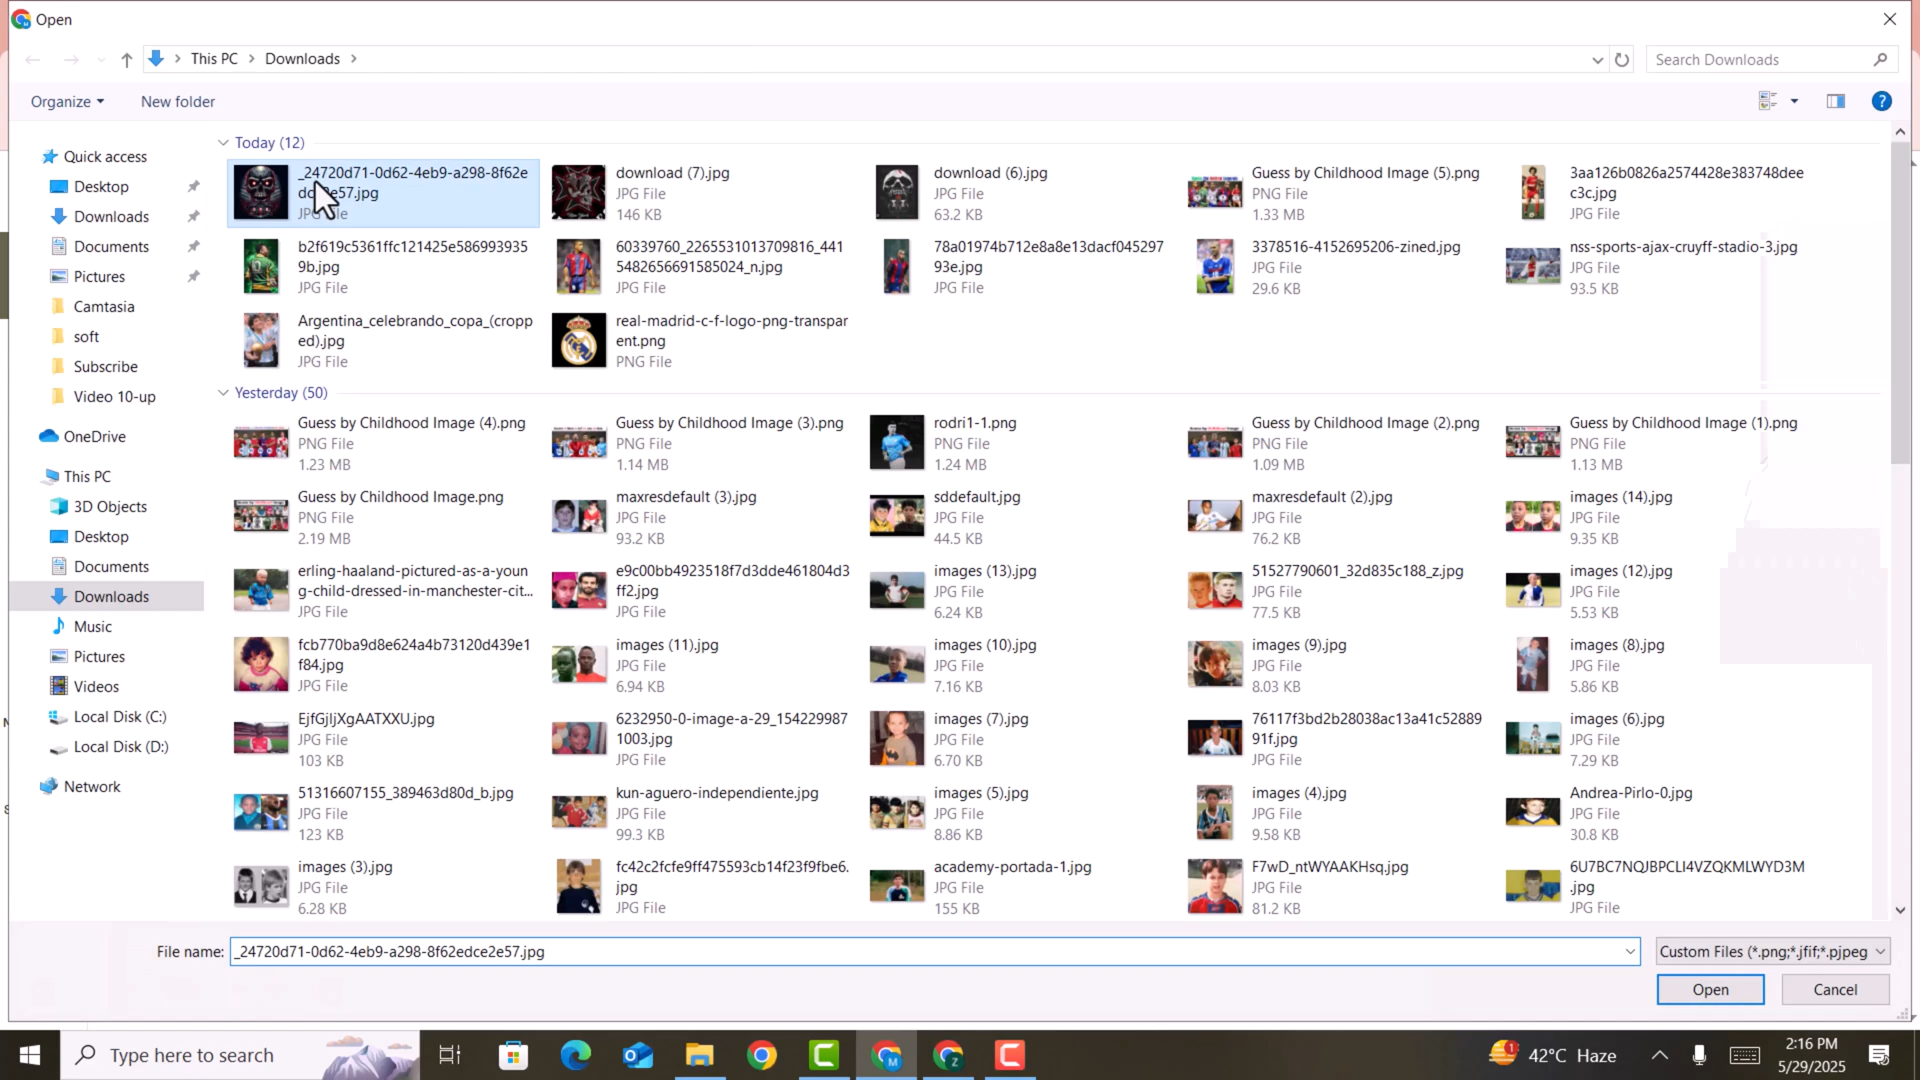 Open
This PC
Downloads
Search Downloads
Organize
New folder
Quick access
Desktop
Downloads
Documents
Pictures
Camtasia
soft
Subscribe
Video 10-up
OneDrive
This PC
3D Objects
Desktop
Documents
Downloads
Music
Pictures
Videos
Local Disk (C:)
Local Disk (D:)
Network
Today (12)
_24720d71-0d62-4eb9-a298-8f62e
download (7).jpg
JPG File
146 KB
download (6).jpg
JPG File
63.2 KB
Guess by Childhood Image (5).png
PNG File
1.33 MB
3aa126b0826a2574428e383748dee
c3c.jpg
JPG File
b2f619c5361ffc121425e586993935
9b.jpg
JPG File
60339760_2265531013709816_441
5482656691585024_n.jpg
JPG File
78a01974b712e8a8e13dacf045297
93e.jpg
JPG File
3378516-4152695206-zined.jpg
JPG File
29.6 KB
nss-sports-ajax-cruyff-stadio-3.jpg
JPG File
93.5 KB
Argentina_celebrando_copa_(cropp
ed).jpg
JPG File
real-madrid-c-f-logo-png-transpar
ent.png
PNG File
Yesterday (50)
Guess by Childhood Image (4).png
PNG File
1.23 MB
Guess by Childhood Image (3).png
PNG File
1.14 MB
rodri1-1.png
PNG File
1.24 MB
Guess by Childhood Image (2).png
PNG File
1.09 MB
Guess by Childhood Image (1).png
PNG File
1.13 MB
Guess by Childhood Image.png
PNG File
2.19 MB
maxresdefault (3).jpg
JPG File
93.2 KB
sddefault.jpg
JPG File
44.5 KB
maxresdefault (2).jpg
JPG File
76.2 KB
images (14).jpg
JPG File
9.35 KB
erling-haaland-pictured-as-a-youn
g-child-dressed-in-manchester-cit...
JPG File
e9c00bb4923518f7d3dde461804d3
ff2.jpg
JPG File
images (13).jpg
JPG File
6.24 KB
51527790601_32d835c188_z.jpg
JPG File
77.5 KB
images (12).jpg
JPG File
5.53 KB
fcb770ba9d8e624a4b73120d439e1
f84.jpg
JPG File
images (11).jpg
JPG File
6.94 KB
images (10).jpg
JPG File
7.16 KB
images (9).jpg
JPG File
8.03 KB
images (8).jpg
JPG File
5.86 KB
EjfGjIjXgAATXXU.jpg
JPG File
103 KB
6232950-0-image-a-29_154229987
1003.jpg
JPG File
images (7).jpg
JPG File
6.70 KB
76117f3bd2b28038ac13a41c52889
91f.jpg
JPG File
images (6).jpg
JPG File
7.29 KB
51316607155_389463d80d_b.jpg
JPG File
123 KB
kun-aguero-independiente.jpg
JPG File
99.3 KB
images (5).jpg
JPG File
8.86 KB
images (4).jpg
JPG File
9.58 KB
Andrea-Pirlo-0.jpg
JPG File
30.8 KB
images (3).jpg
JPG File
6.28 KB
fc42c2fcfe9ff475593cb14f23f9fbe6.
jpg
JPG File
academy-portada-1.jpg
JPG File
155 KB
F7wD_ntWYAAKHsq.jpg
JPG File
81.2 KB
6U7BC7NQJBPCLI4VZQKMLWYD3M
.jpg
JPG File
File name:
_24720d71-0d62-4eb9-a298-8f62edce2e57.jpg
Custom Files (*.png;*.jfif;*.pjpeg
Open
Cancel
Type here to search
42°C Haze
2:16 PM
5/29/2025